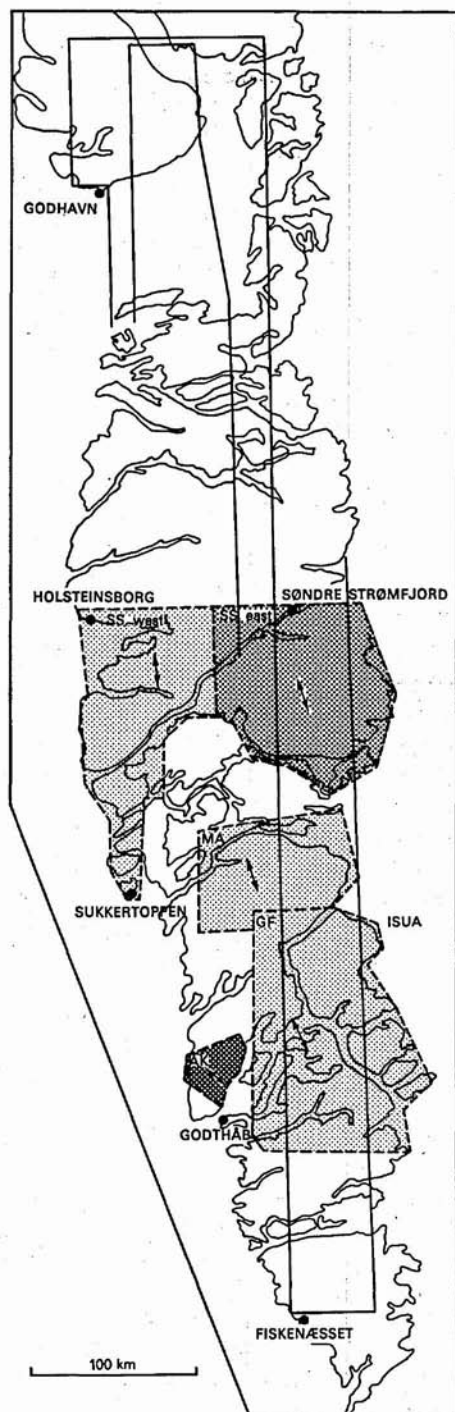 GODHAVN
HOLSTEINSBORG
SØNDRE STRØMFJORD
SS west
SS east
MA
SUKKERTOPPEN
GF
ISUA
GODTHÅB
FISKENÆSSET
100 km